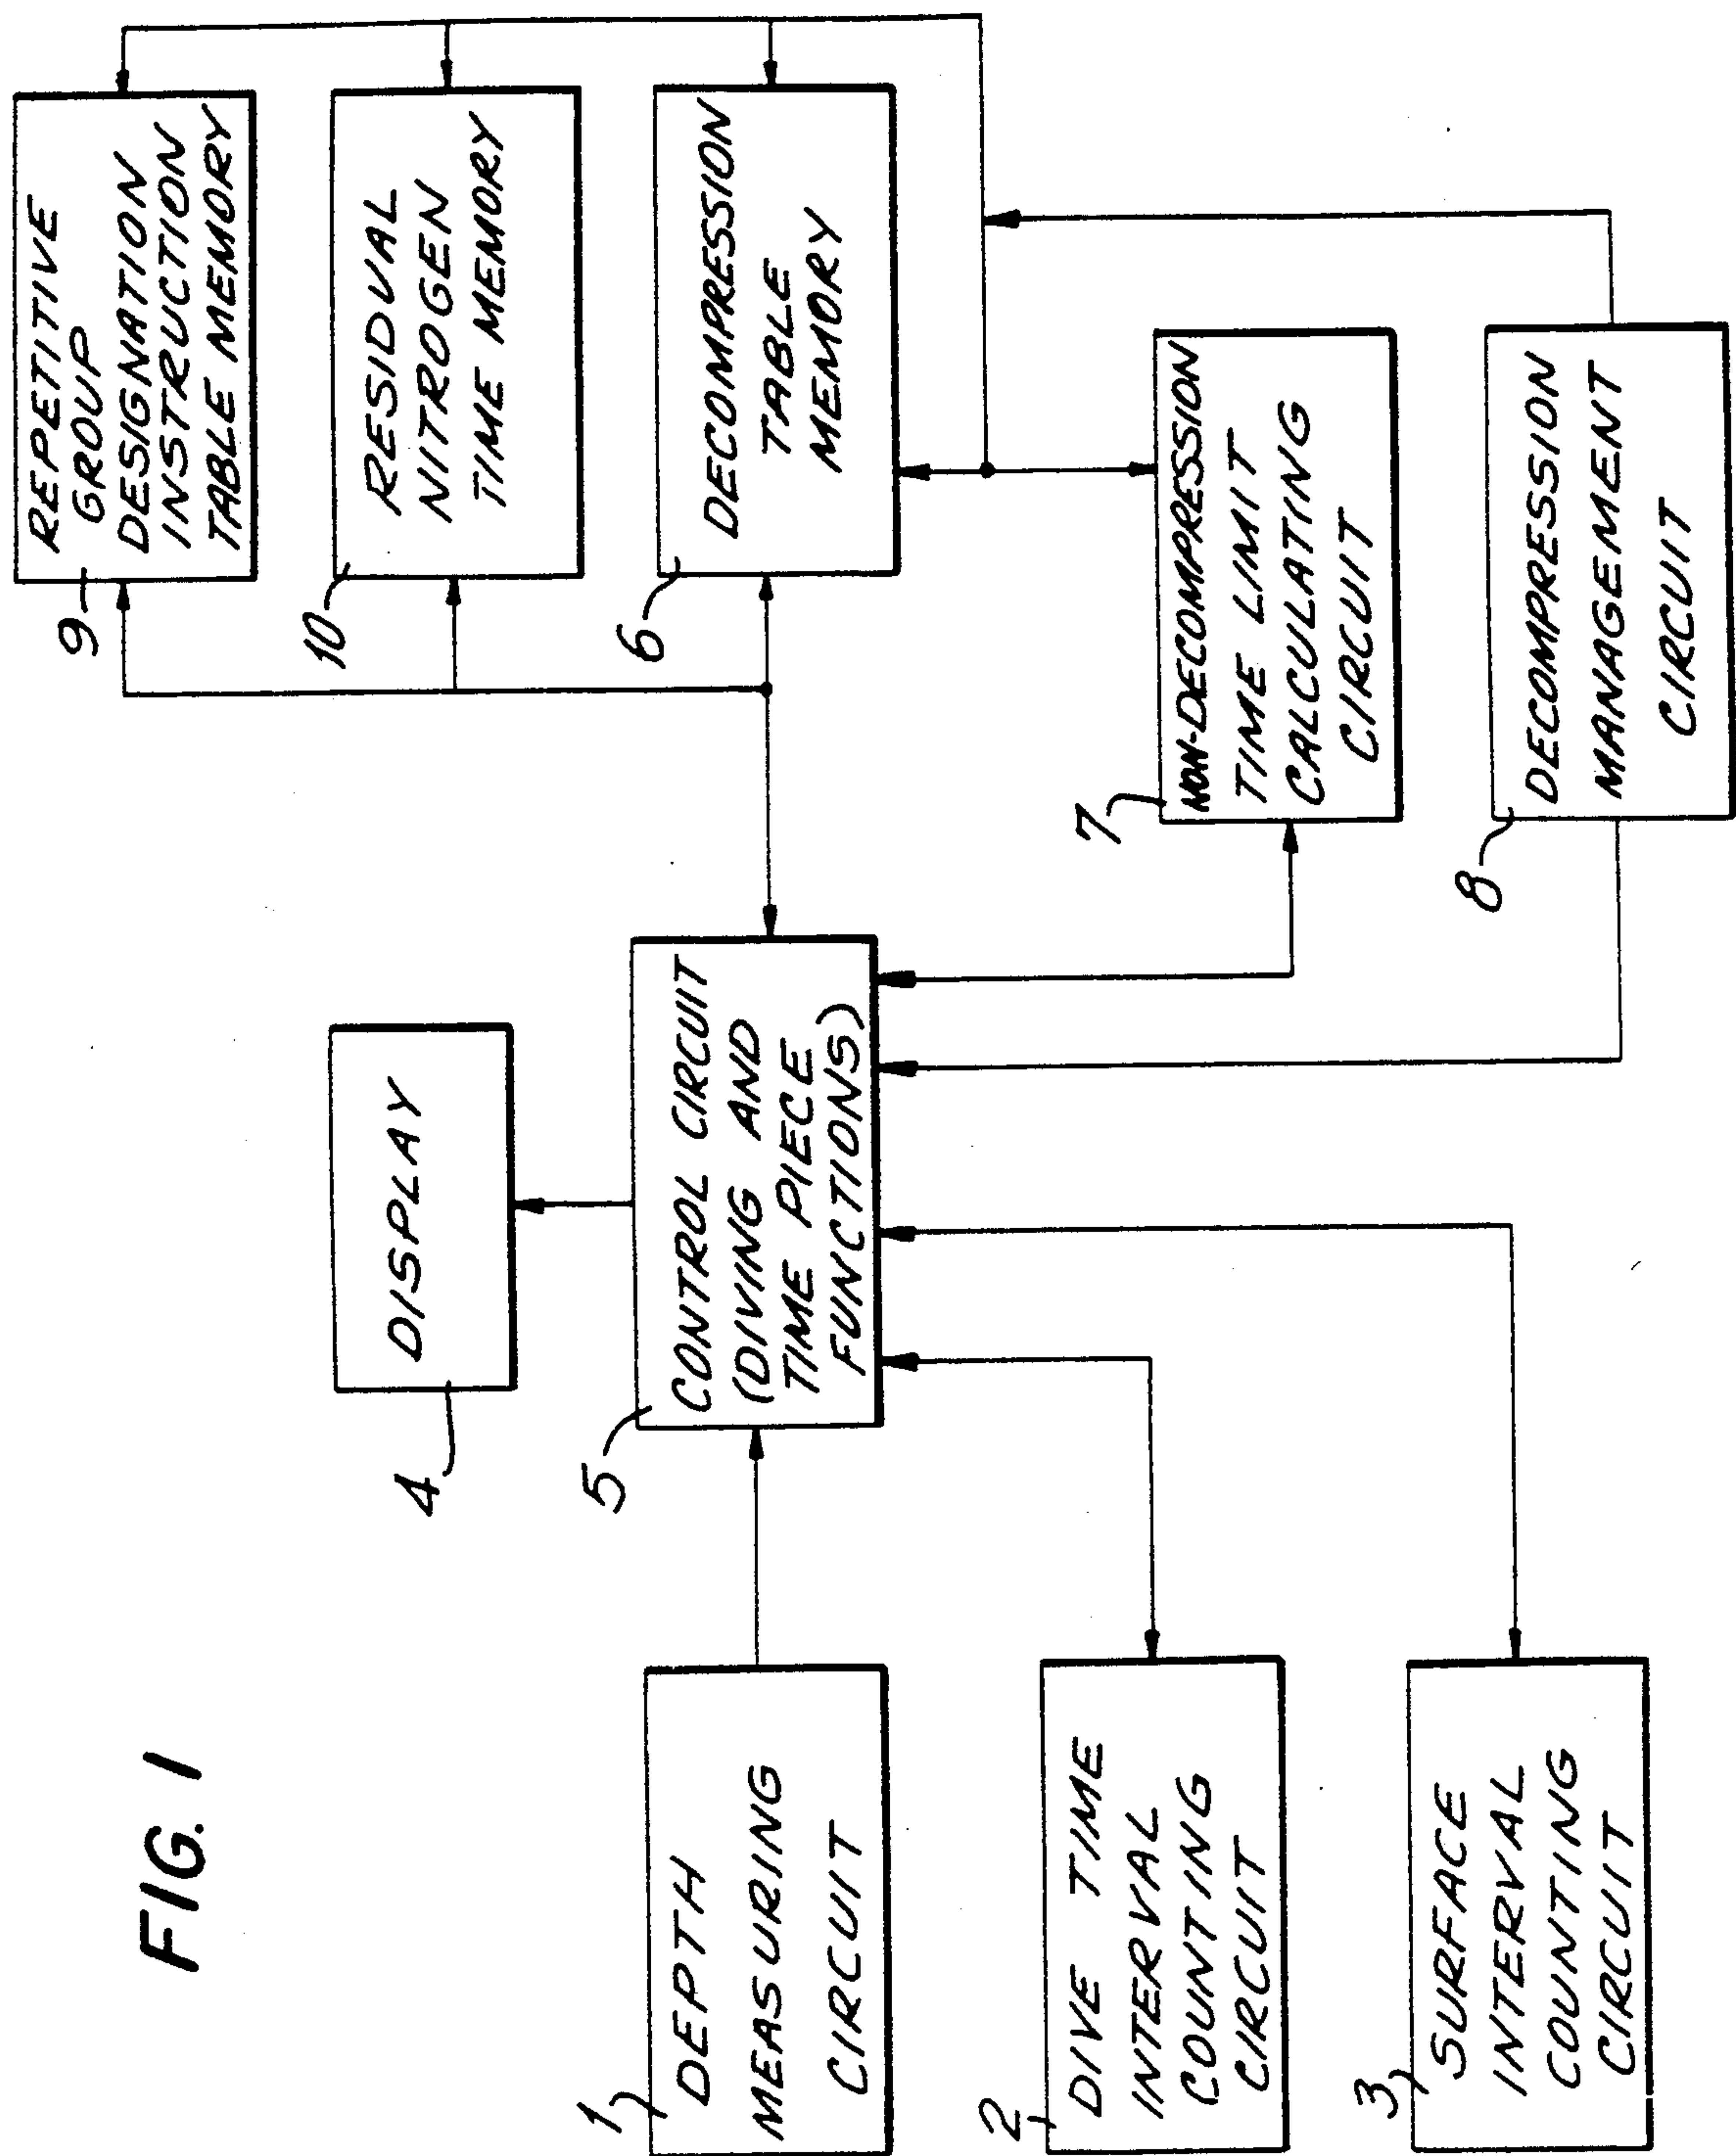 FIG. 1
1
DEPTH
MEASURING
CIRCUIT
2
DIVE TIME
INTERVAL
COUNTING
CIRCUIT
3
SURFACE
INTERVAL
COUNTING
CIRCUIT
4
DISPLAY
5
CONTROL CIRCUIT
(DIVING AND
TIME PIECE
FUNCTIONS)
9
REPETITIVE
GROUP
DESIGNATION
INSTRUCTION
TABLE MEMORY
10
RESIDVAL
NITROGEN
TIME MEMORY
6
DECOMPRESSION
TABLE
MEMORY
7
NON-DECOMPRESSION
TIME LIMIT
CALCULATING
CIRCUIT
8
DECOMPRESSION
MANAGEMENT
CIRCUIT